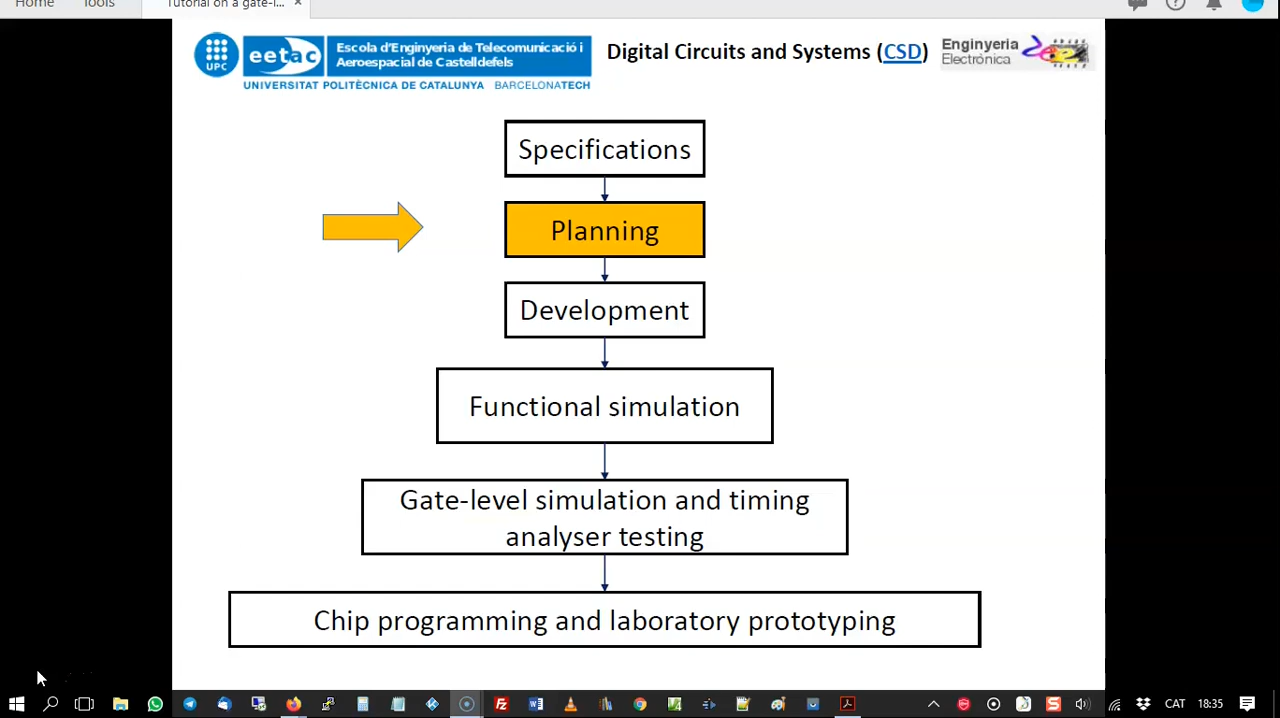 Home
Tools
Tutorial on a gate-l...
UPC
eetac
Escola d'Enginyeria de Telecomunicació i
Aeroespacial de Castelldefels
UNIVERSITAT POLITÈCNICA DE CATALUNYA BARCELONATECH
Digital Circuits and Systems (CSD)
Enginyeria
Electrònica
Specifications
Planning
Development
Functional simulation
Gate-level simulation and timing
analyser testing
Chip programming and laboratory prototyping
CAT 18:35